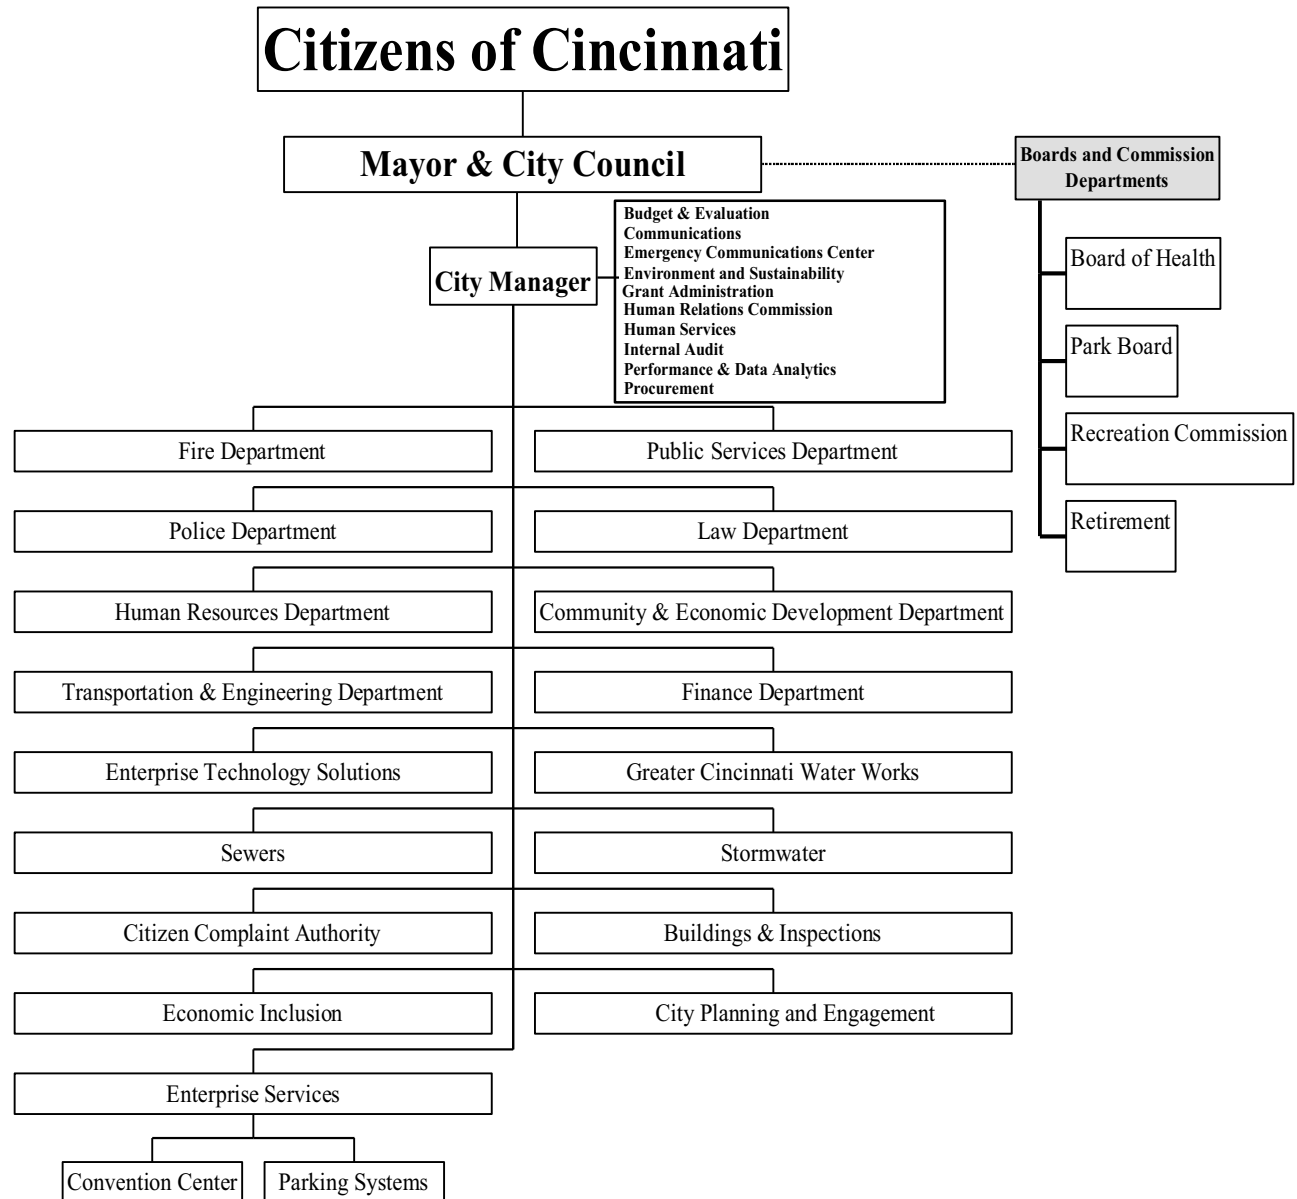 Citizens of Cincinnati
Mayor & City Council
Boards and Commission
Departments
Budget & Evaluation
Communications
Emergency Communications Center
Environment and Sustainability
Grant Administration
Human Relations Commission
Human Services
Internal Audit
Performance & Data Analytics
Procurement
City Manager
Board of Health
Park Board
Recreation Commission
Retirement
Fire Department
Public Services Department
Police Department
Law Department
Human Resources Department
Community & Economic Development Department
Transportation & Engineering Department
Finance Department
Enterprise Technology Solutions
Greater Cincinnati Water Works
Sewers
Stormwater
Citizen Complaint Authority
Buildings & Inspections
Economic Inclusion
City Planning and Engagement
Enterprise Services
Convention Center
Parking Systems